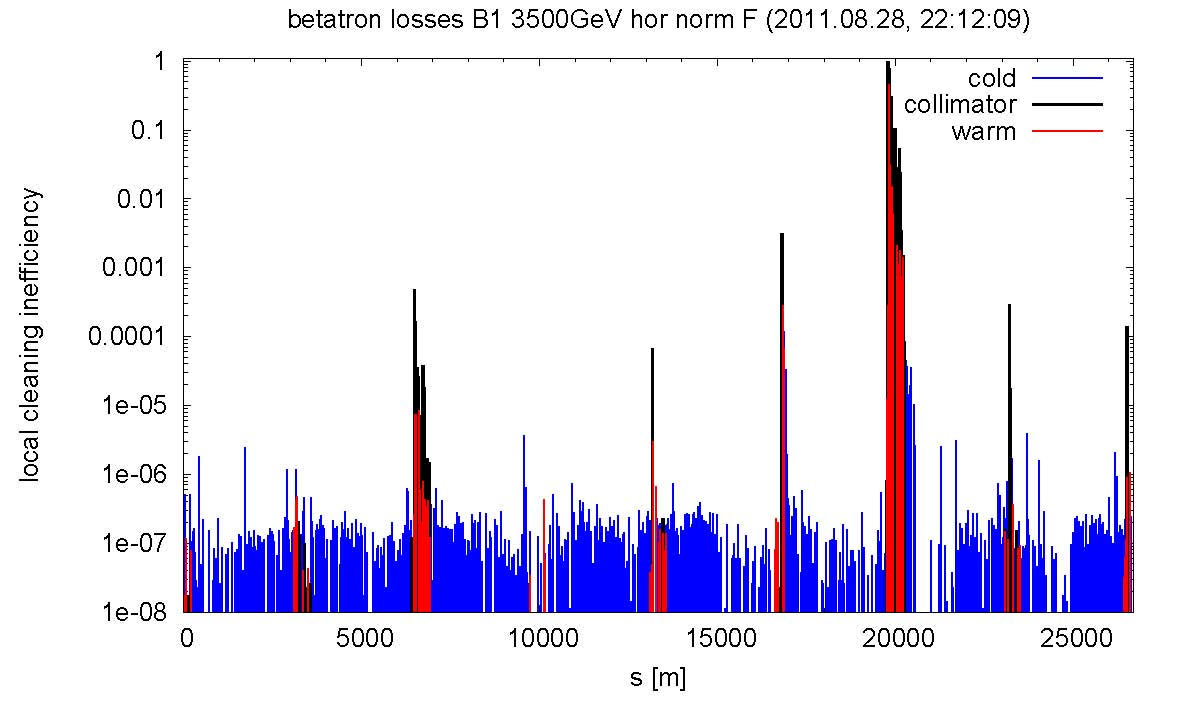 betatron losses B1 3500GeV hor norm F (2011.08.28, 22:12:09)
cold
collimator
warm
1
0.1
0.01
0.001
0.0001
1e-05
1e-06
1e-07
1e-08
local cleaning inefficiency
0 5000 10000 15000 20000 25000
s [m]